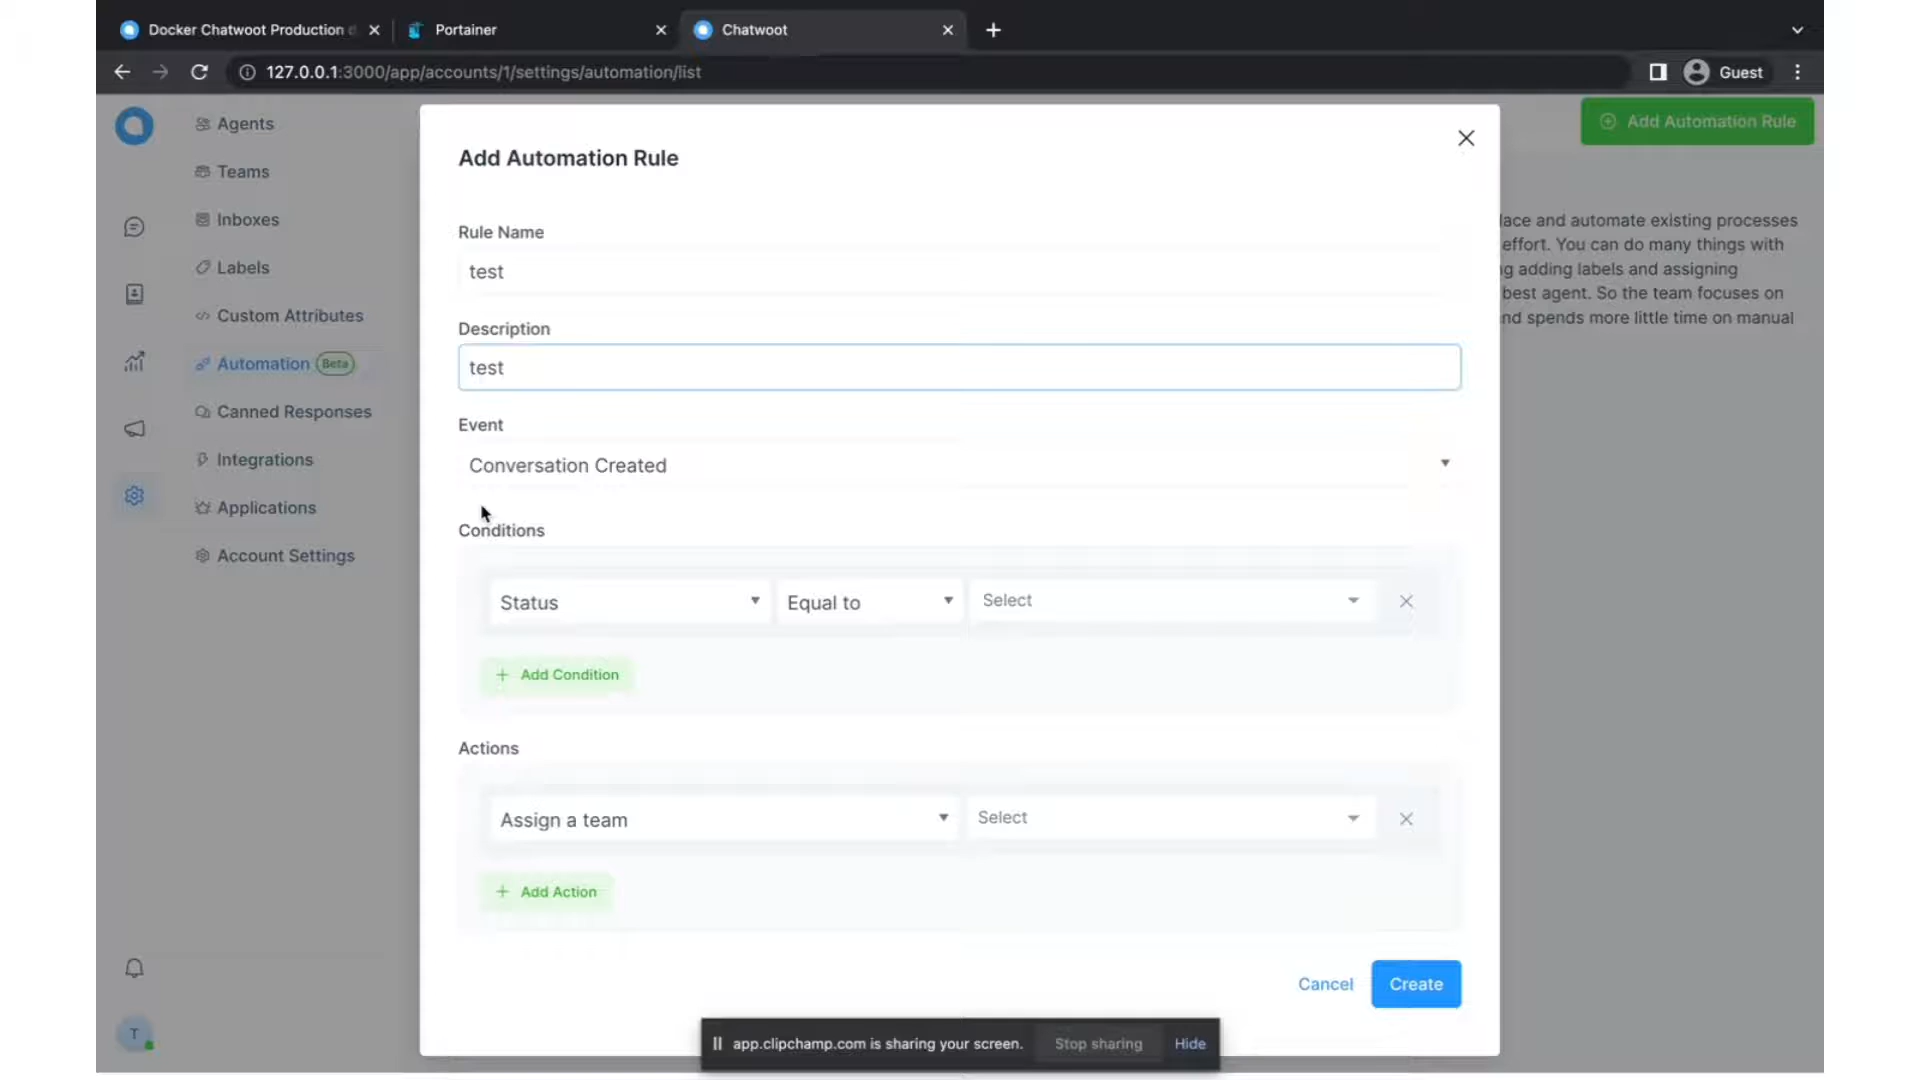 Docker Chatwoot Production
Portainer
Chatwoot
127.0.0.1:3000/app/accounts/1/settings/automation/list
Guest
Agents
Teams
Inboxes
Labels
Custom Attributes
Automation Beta
Canned Responses
Integrations
Applications
Account Settings
T
Add Automation Rule
lace and automate existing processes
effort. You can do many things with
g adding labels and assigning
best agent. So the team focuses on
nd spends more little time on manual
Add Automation Rule
Rule Name
test
Description
test
Event
Conversation Created
Conditions
Status Equal to Select
+ Add Condition
Actions
Assign a team Select
+ Add Action
Cancel Create
app.clipchamp.com is sharing your screen. Stop sharing Hide